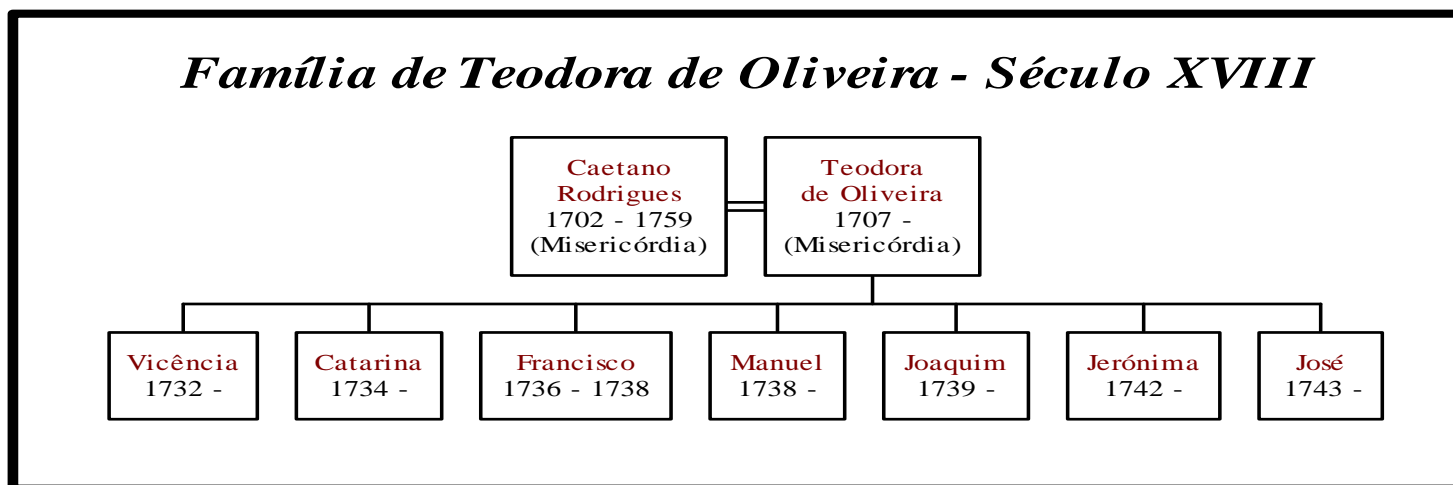 Família de Teodora de Oliveira - Século XVIII
Caetano
Rodrigues
1702 - 1759
(Misericórdia)
Teodora
de Oliveira
1707 -
(Misericórdia)
Vicência
1732 -
Catarina
1734 -
Francisco
1736 - 1738
Manuel
1738 -
Joaquim
1739 -
Jerónima
1742 -
José
1743 -